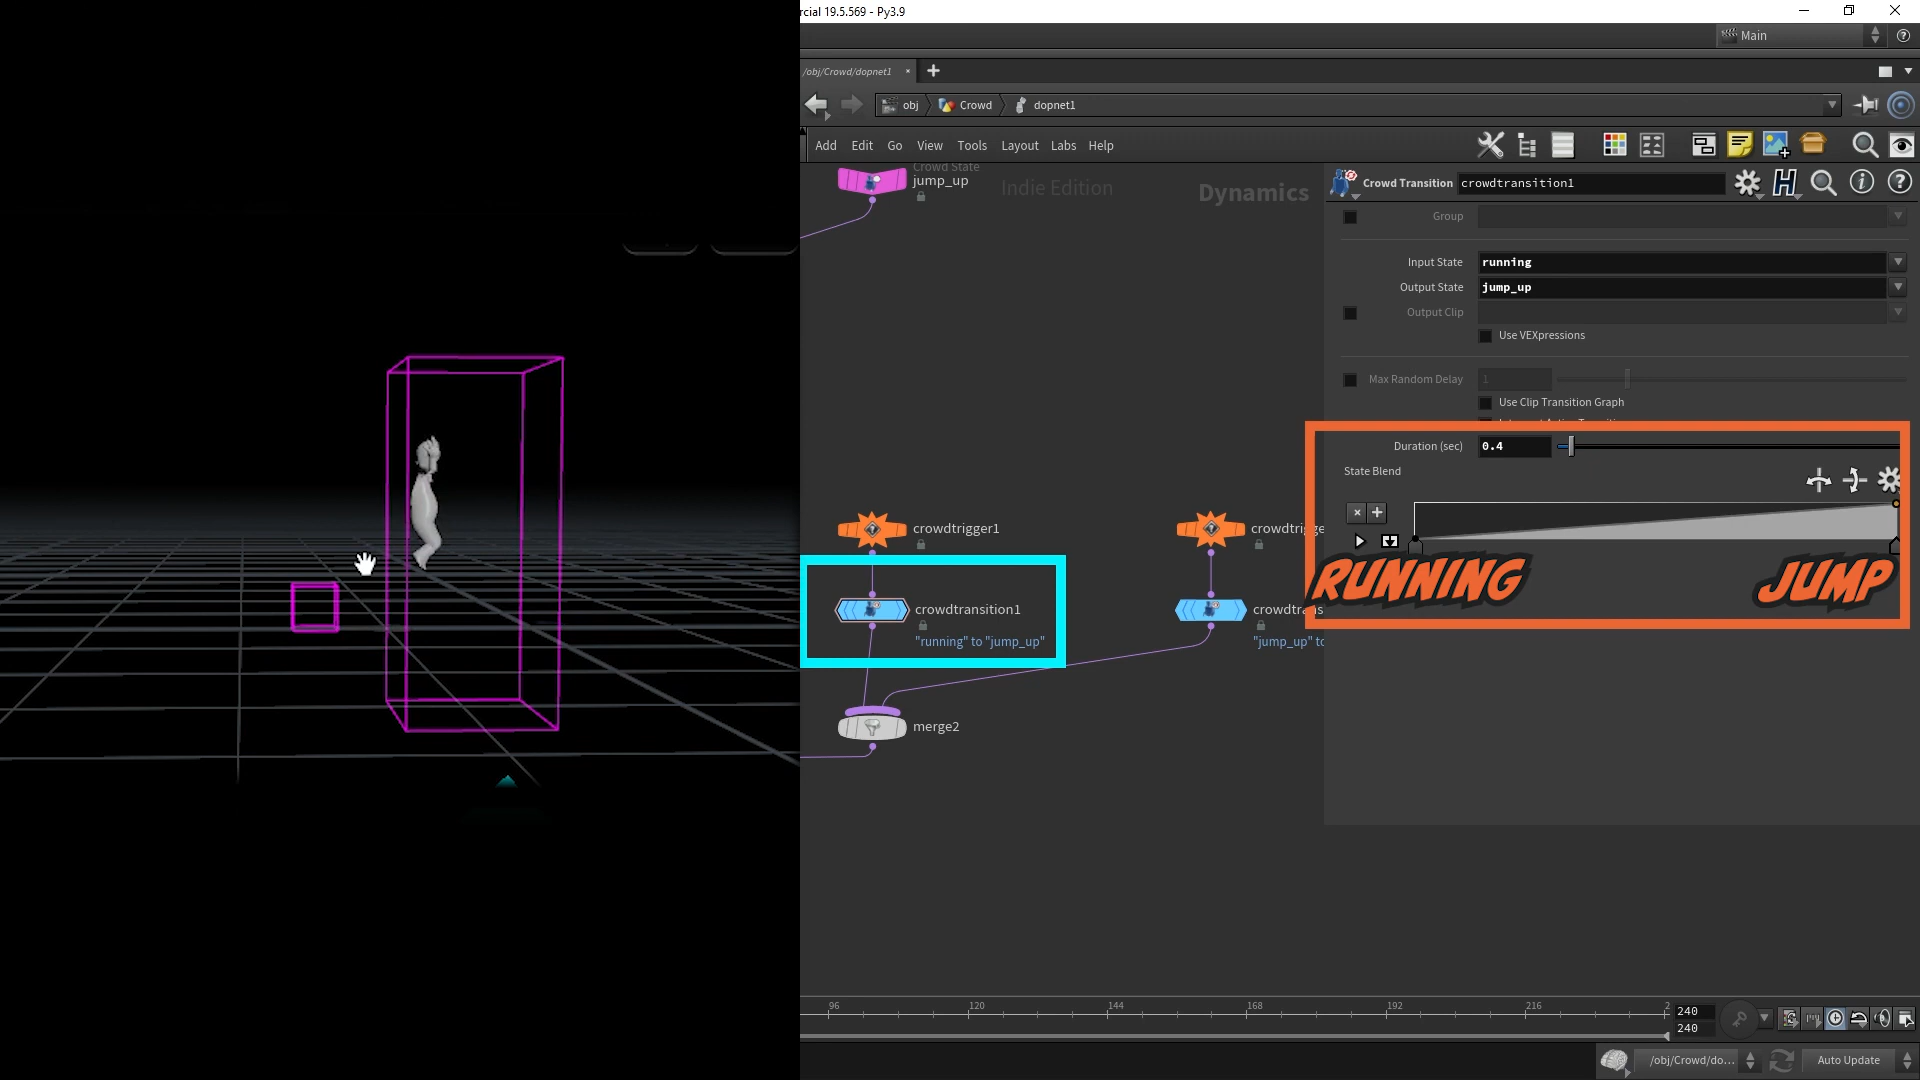 rcial 19.5.569 - Py3.9
Main
/obj/Crowd/dopnet1
obj
Crowd
dopnet1
Add Edit Go View Tools Layout Labs Help
Crowd State
jump_up
Indie Edition
Dynamics
Crowd Transition crowdtransition1
Group
Input State running
Output State jump_up
Output Clip
Use VEXpressions
Max Random Delay 1
Use Clip Transition Graph
Duration (sec) 0.4
State Blend
RUNNING
JUMP
crowdtrigger1
crowdtrigge
crowdtransition1
"running" to "jump_up"
crowdtrans
"jump_up" to
merge2
96 120 144 168 192 216 2
240
240
/obj/Crowd/do...
Auto Update